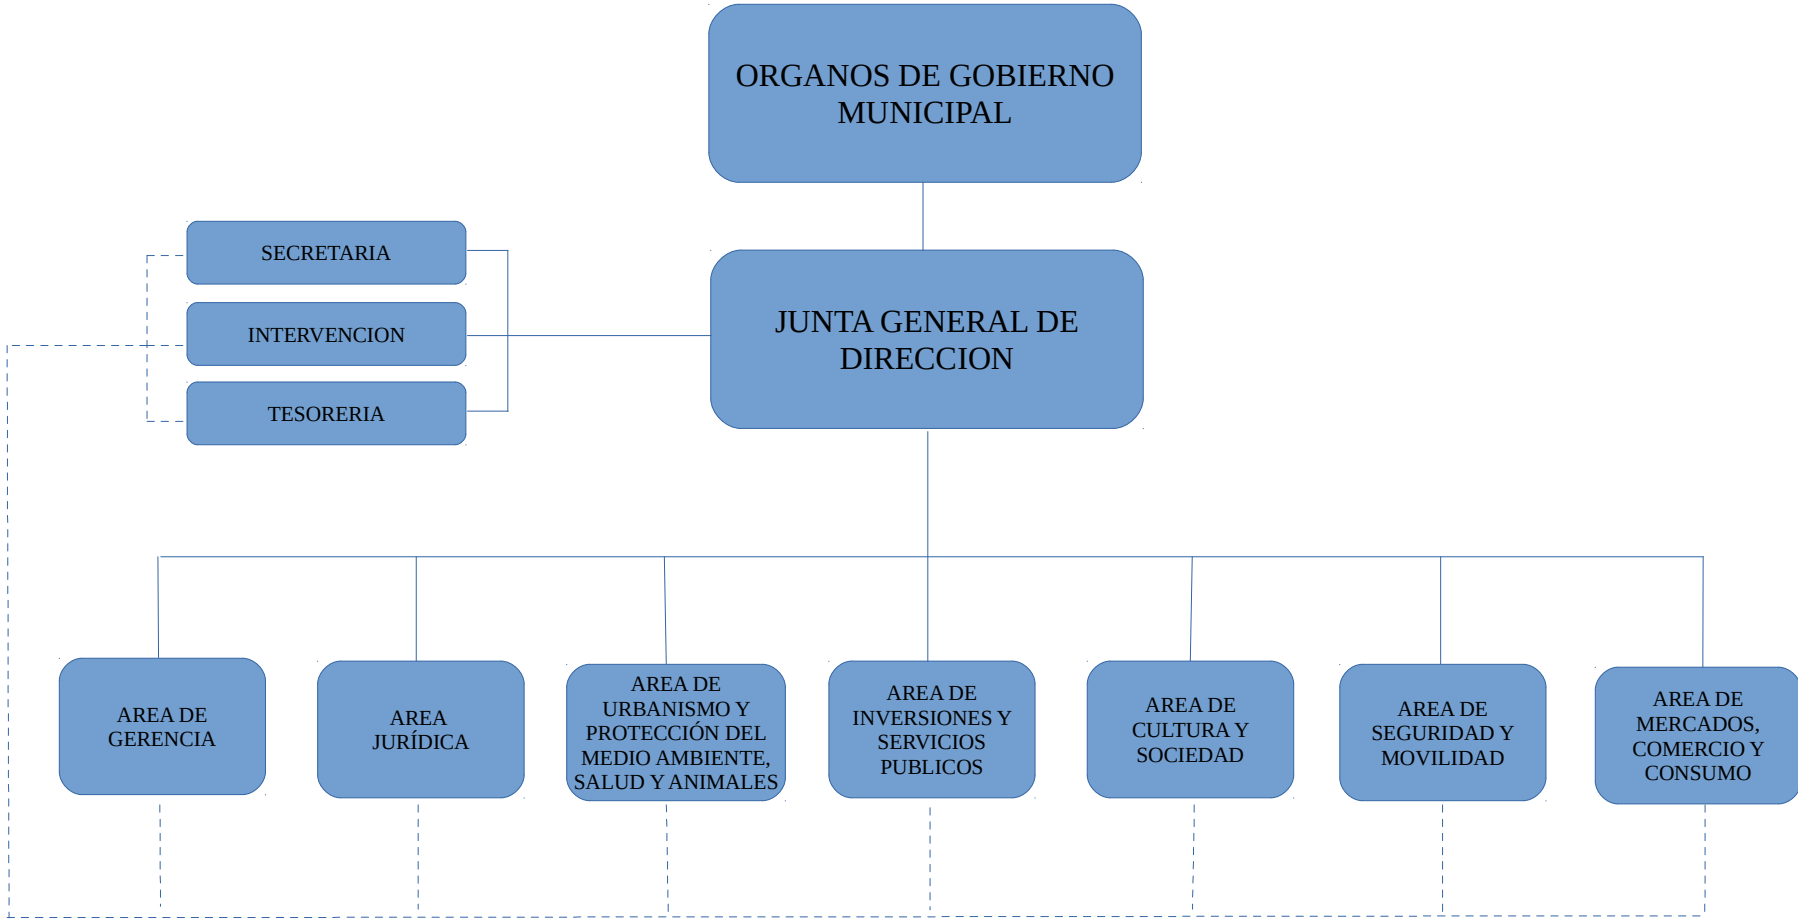 ORGANOS DE GOBIERNO
MUNICIPAL
SECRETARIA
INTERVENCION
TESORERIA
JUNTA GENERAL DE
DIRECCION
AREA DE
GERENCIA
AREA
JURÍDICA
AREA DE
URBANISMO Y
PROTECCIÓN DEL
MEDIO AMBIENTE,
SALUD Y ANIMALES
AREA DE
INVERSIONES Y
SERVICIOS
PUBLICOS
AREA DE
CULTURA Y
SOCIEDAD
AREA DE
SEGURIDAD Y
MOVILIDAD
AREA DE
MERCADOS,
COMERCIO Y
CONSUMO